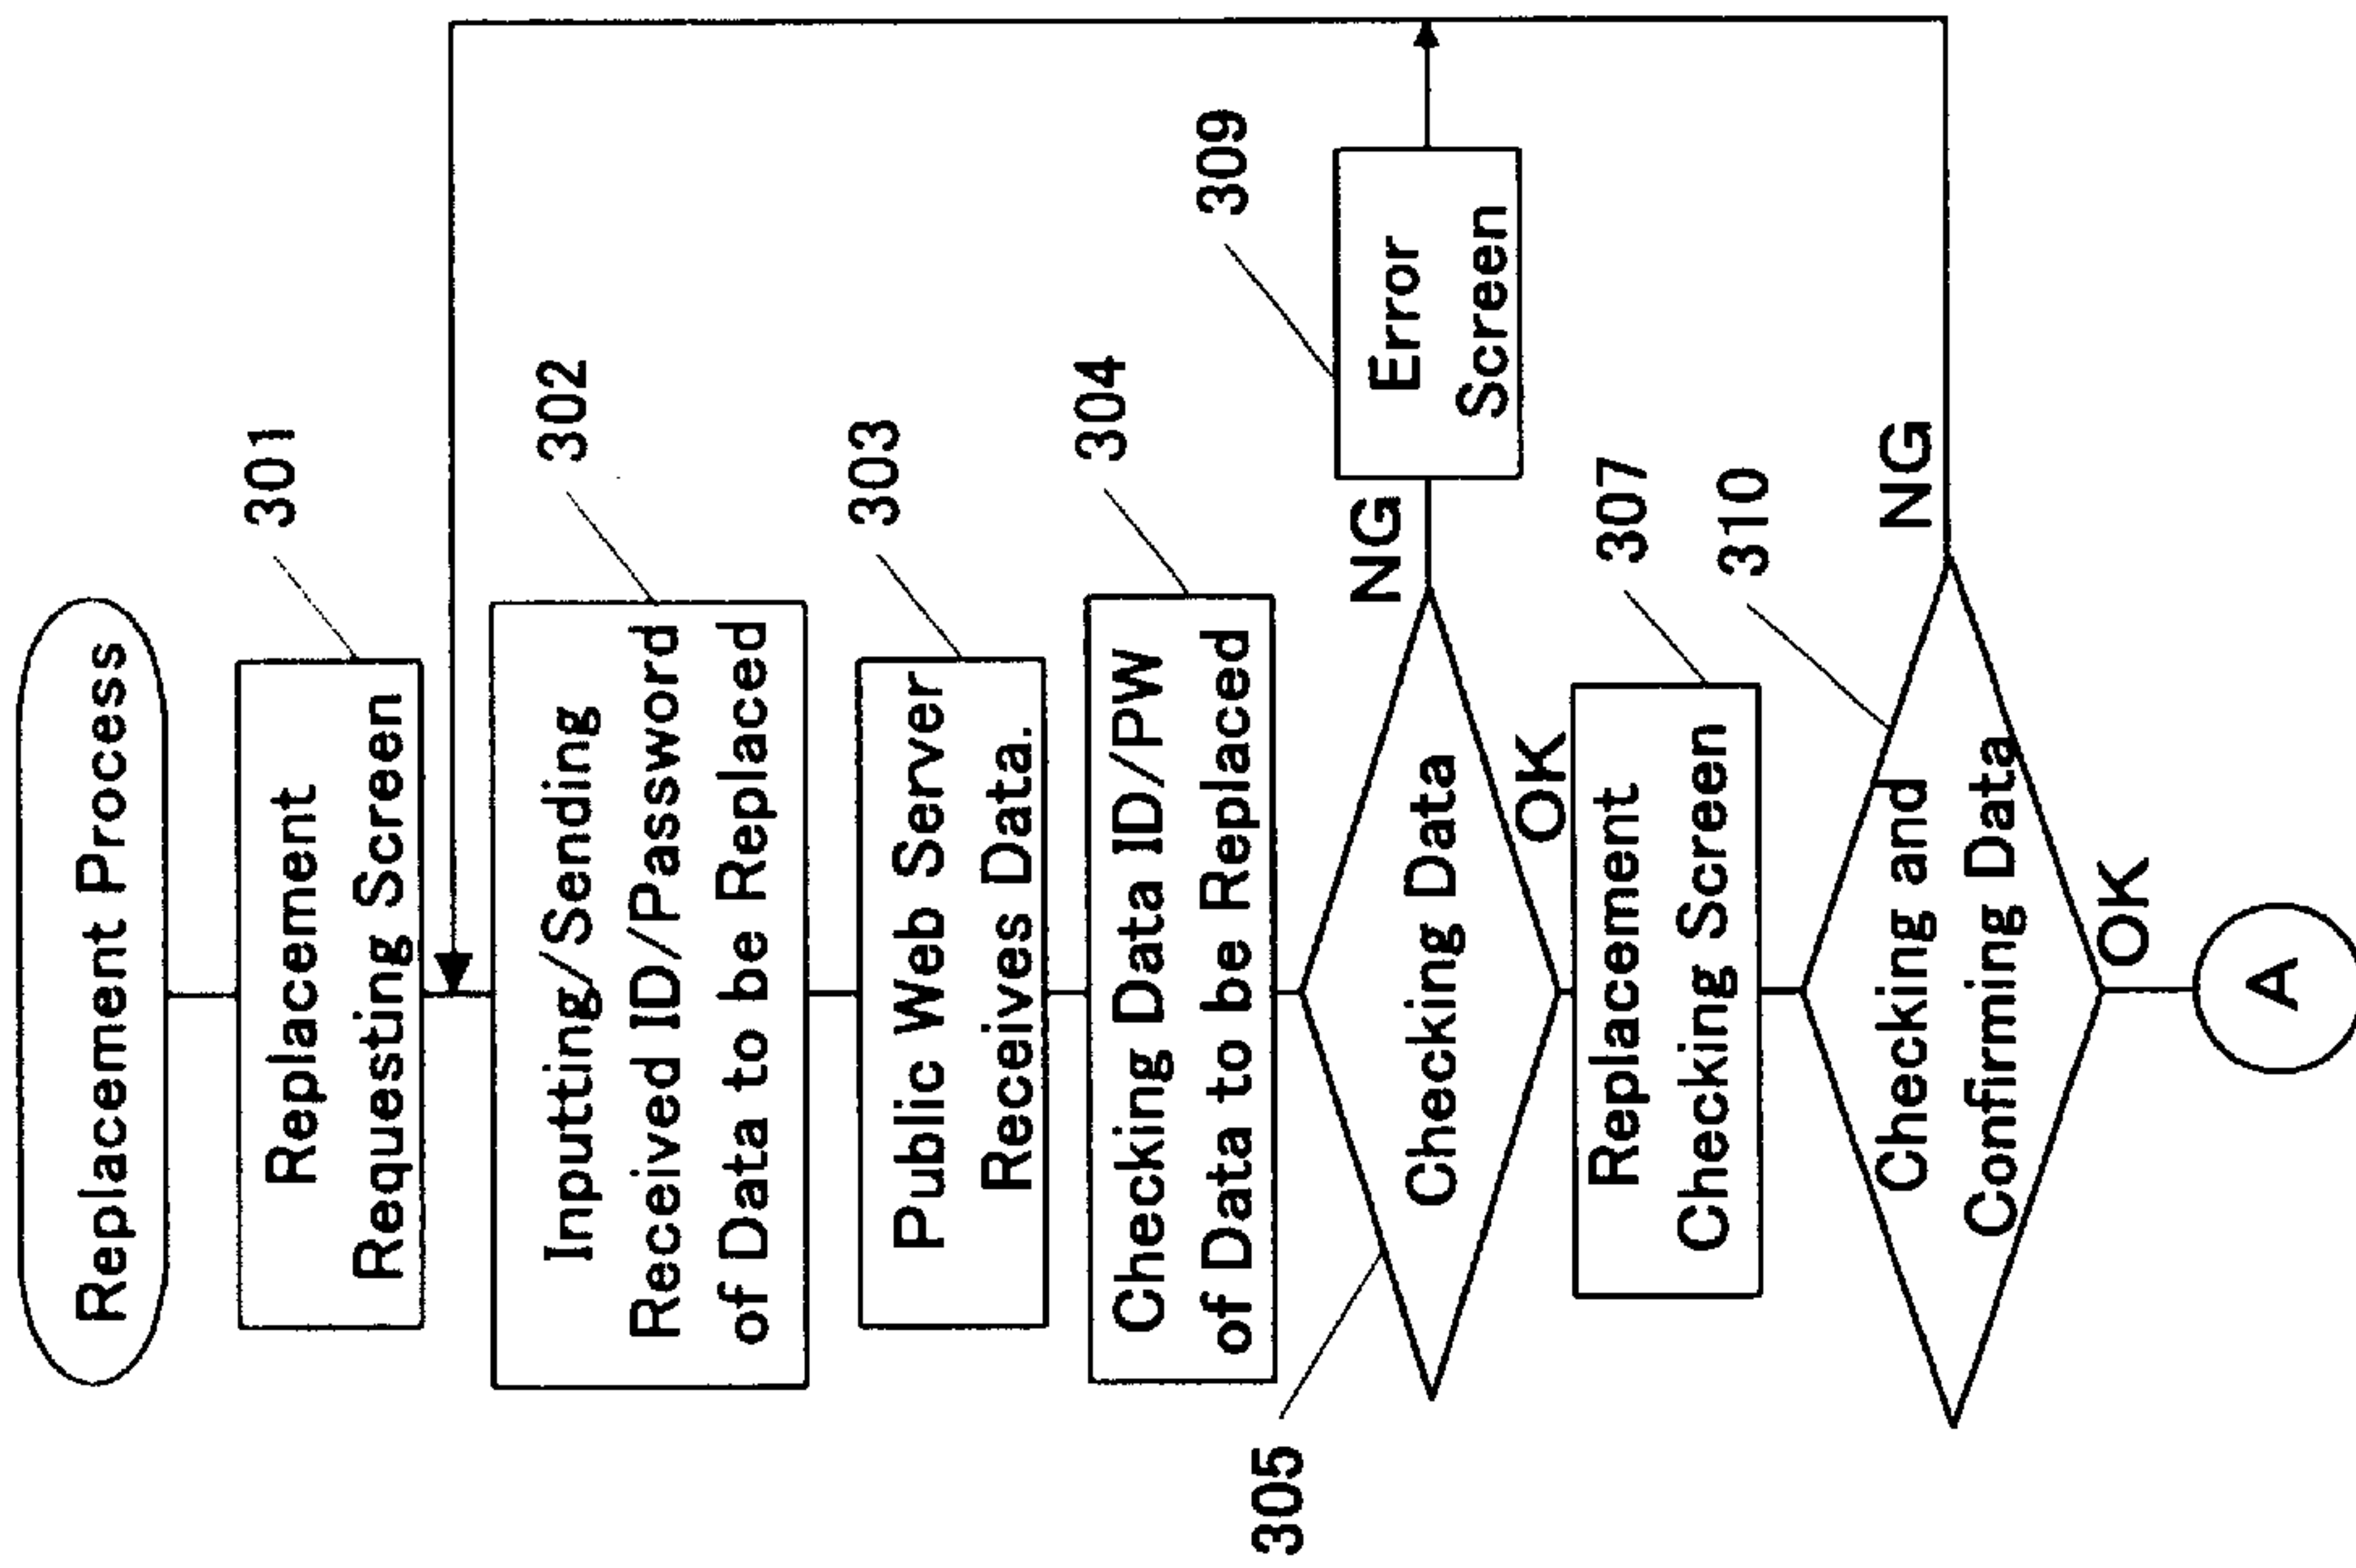 Replacement Process
301
Replacement
Requesting Screen
302
Inputting/Sending
Received ID/Password
of Data to be Replaced
303
Public Web Server
Receives Data.
304
Checking Data ID/PW
of Data to be Replaced
305
Checking Data
NG
309
Error
Screen
OK
307
Replacement
Checking Screen
310
Checking and
Confirming Data
NG
OK
A